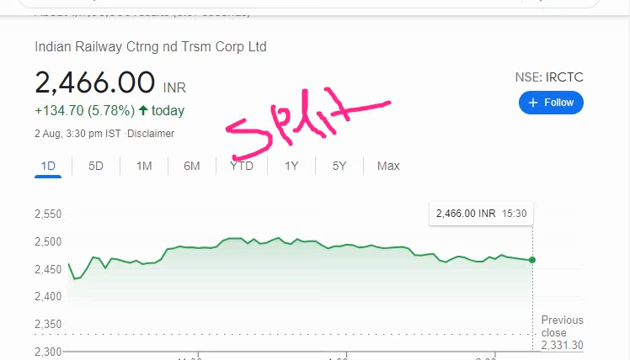 Indian Railway Ctrng nd Trsm Corp Ltd
2,466.00 INR
NSE: IRCTC
+134.70 (5.78%) ↑ today
+ Follow
2 Aug, 3:30 pm IST · Disclaimer
Split
1D 5D 1M 6M YTD 1Y 5Y Max
2,466.00 INR 15:30
2,550
2,500
2,450
2,400
2,350
2,300
Previous
close
2,331.30